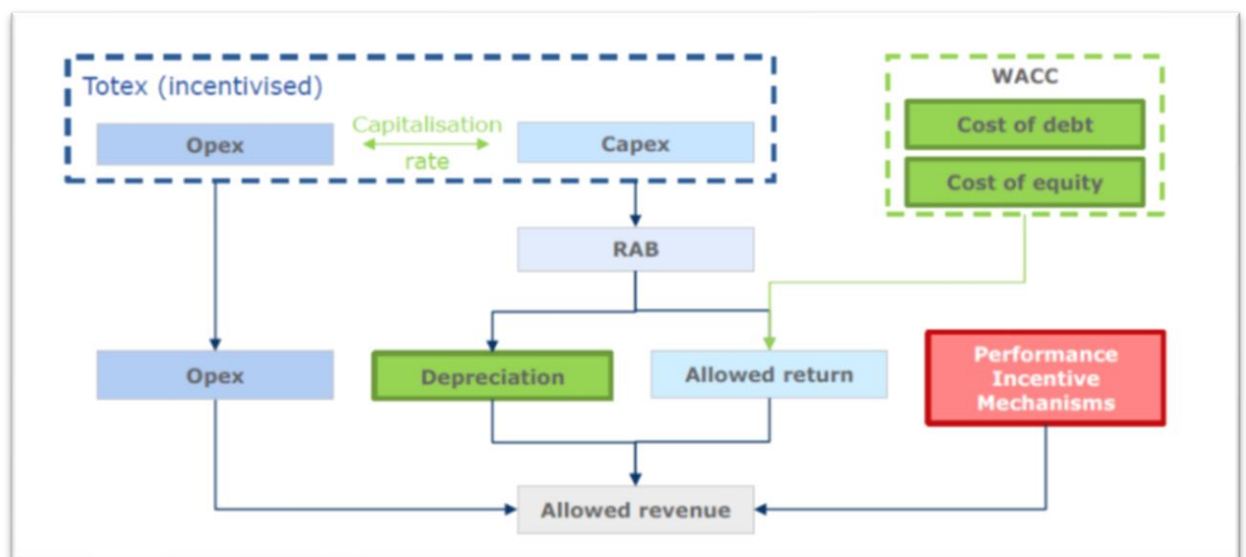 Totex (incentivised)
Opex
Capitalisation
rate
Capex
WACC
Cost of debt
Cost of equity
RAB
Opex
Depreciation
Allowed return
Performance
Incentive
Mechanisms
Allowed revenue